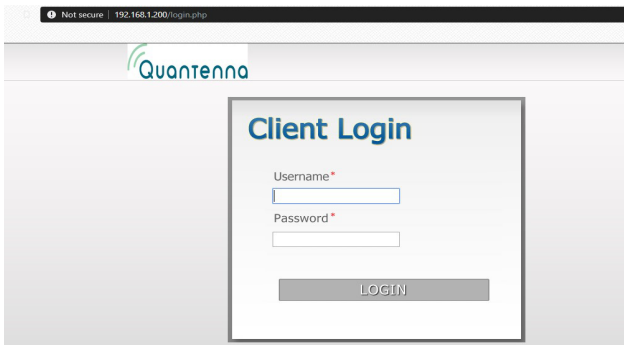 Not secure | 192.168.1.200/login.php
Quantenna
Client Login
Username*
Password*
LOGIN